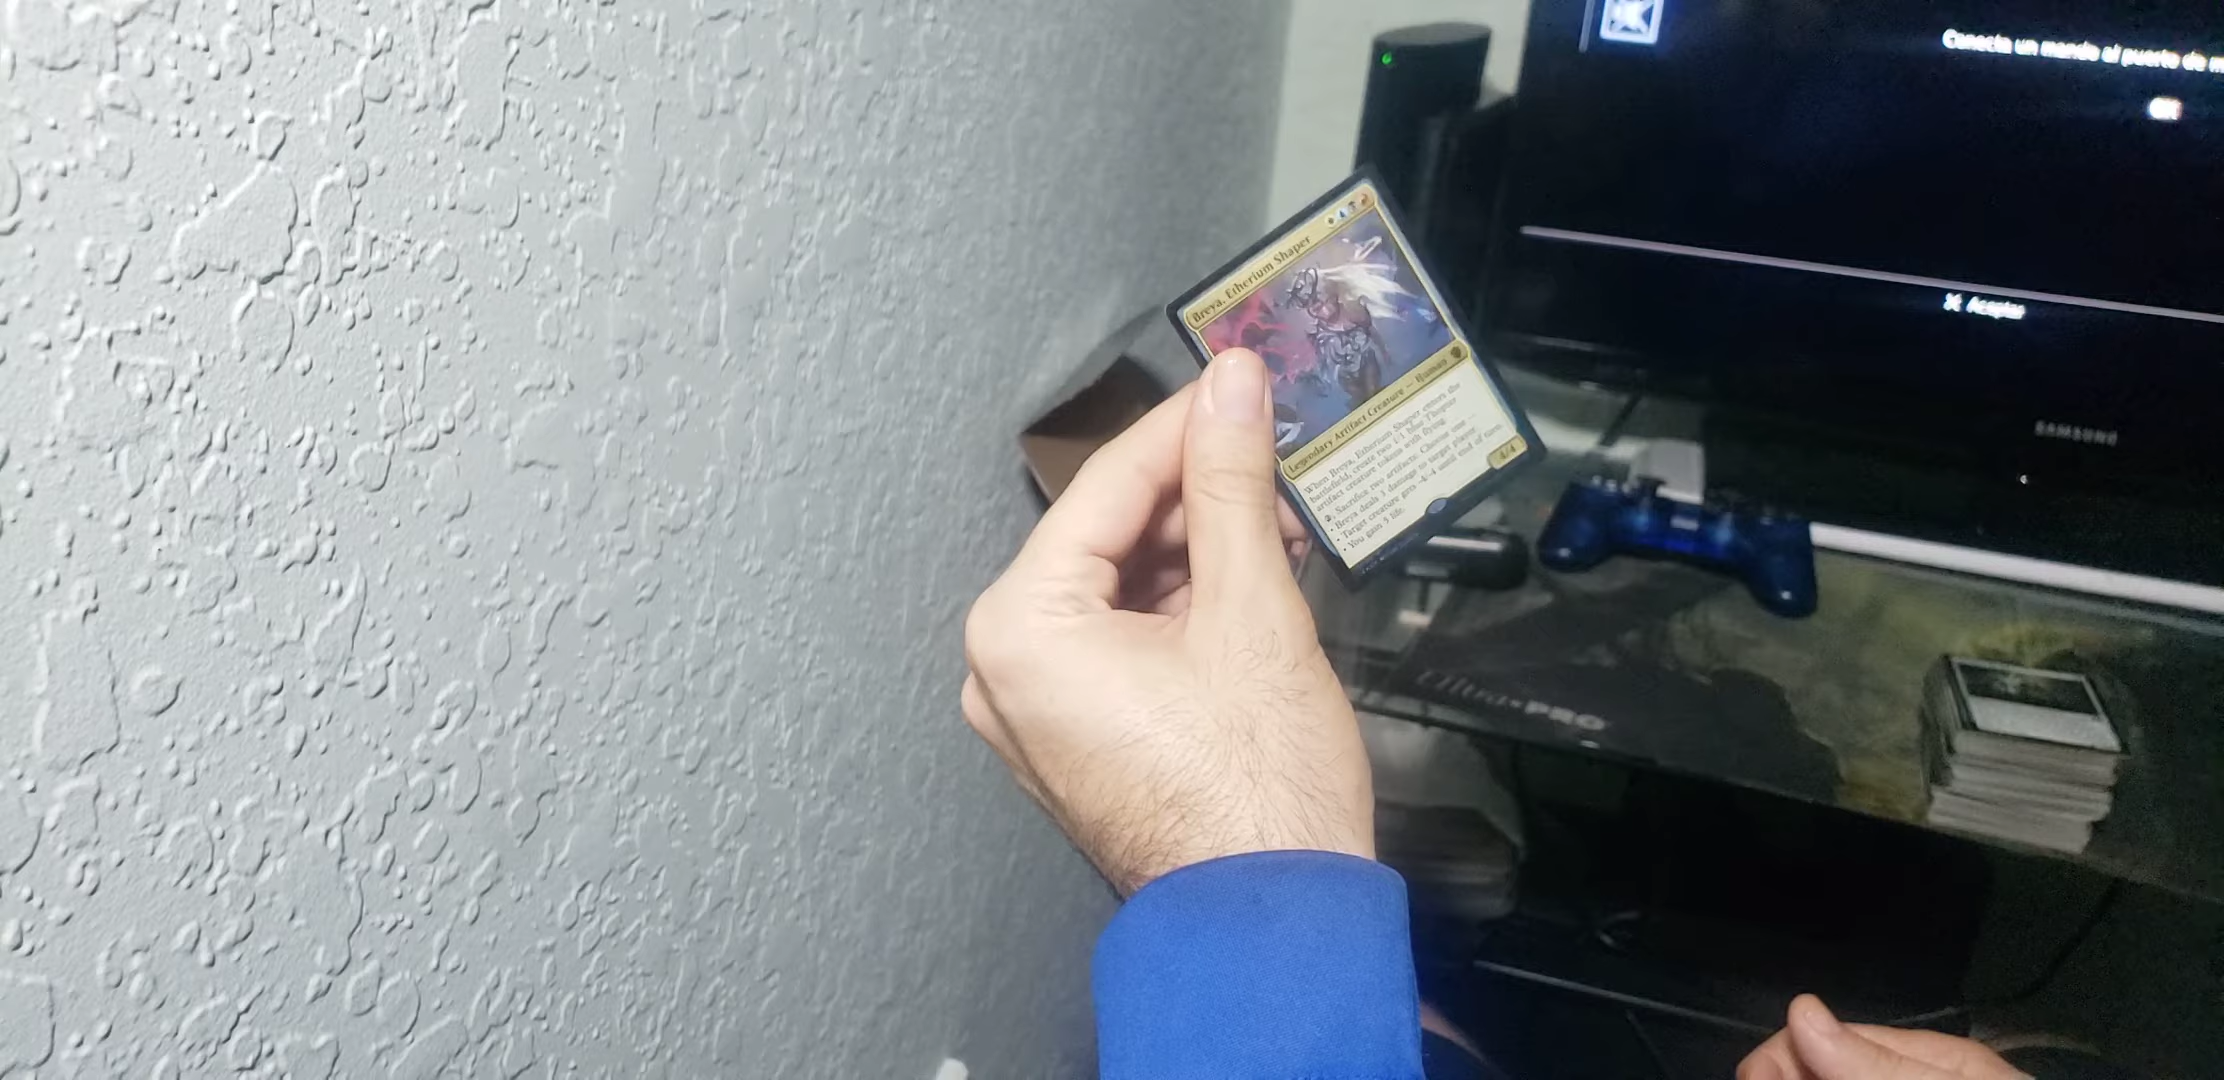 Conecta un mando al puerto de m
OK
Aceptar
SAMSUNG
Breya, Etherium Shaper
Legendary Artifact Creature — Human
When Breya, Etherium Shaper enters the
battlefield, create two 1/1 blue Thopter
artifact creature tokens with flying.
2, Sacrifice two artifacts: Choose one —
• Breya deals 3 damage to target player
• Target creature gets -4/-4 until end of turn.
• You gain 5 life.
4/4
Ultra•PRO